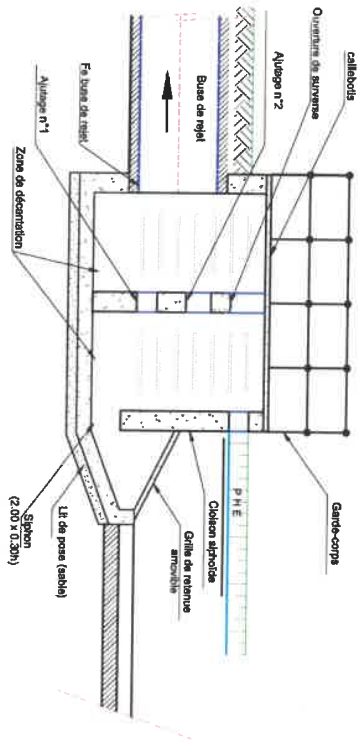 caillebotis
Ouverture de surverse
Ajutage n°2
Buse de rejet
Fe buse de rejet
Ajutage n°1
Zone de décantation
Garde-corps
PHE
Cloison siphoïde
Grille de retenue
amovible
Lit de pose (sable)
Siphon
(2.00 x 0.30h)